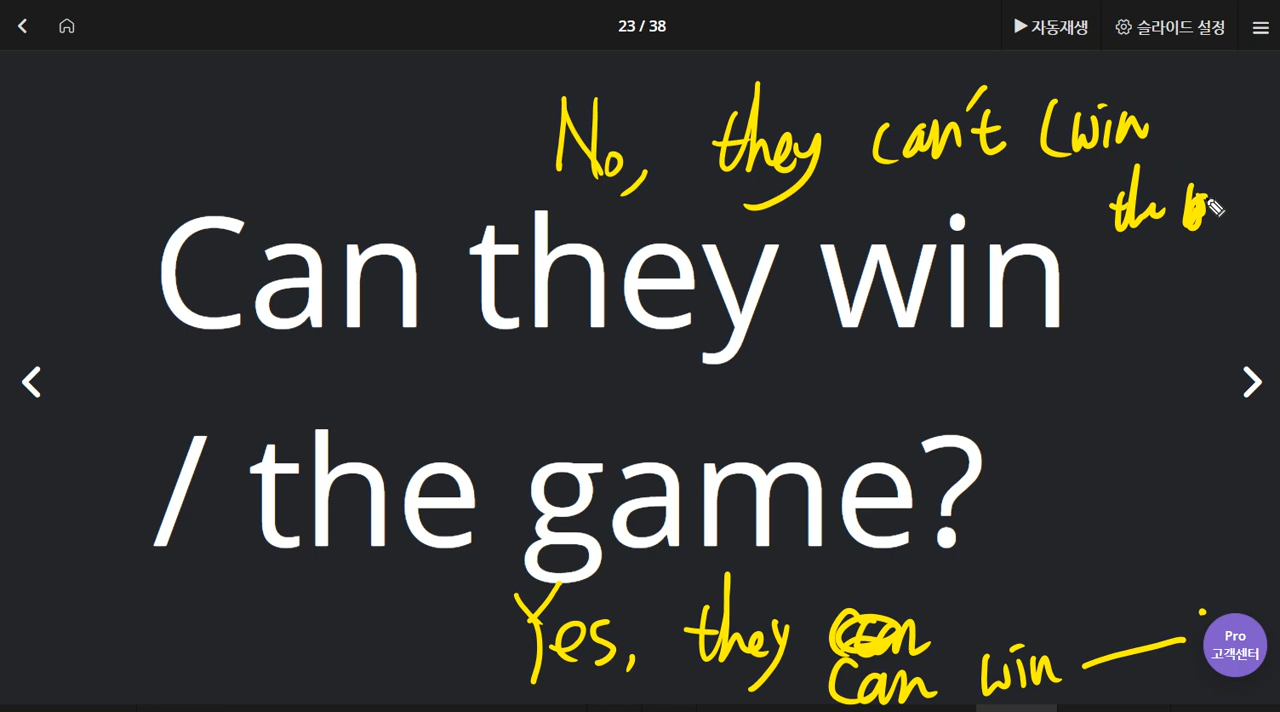 23 / 38
자동재생
슬라이드 설정
No, they can't (win
the
Can they win
/ the game?
Yes, they
can win
Pro
고객센터